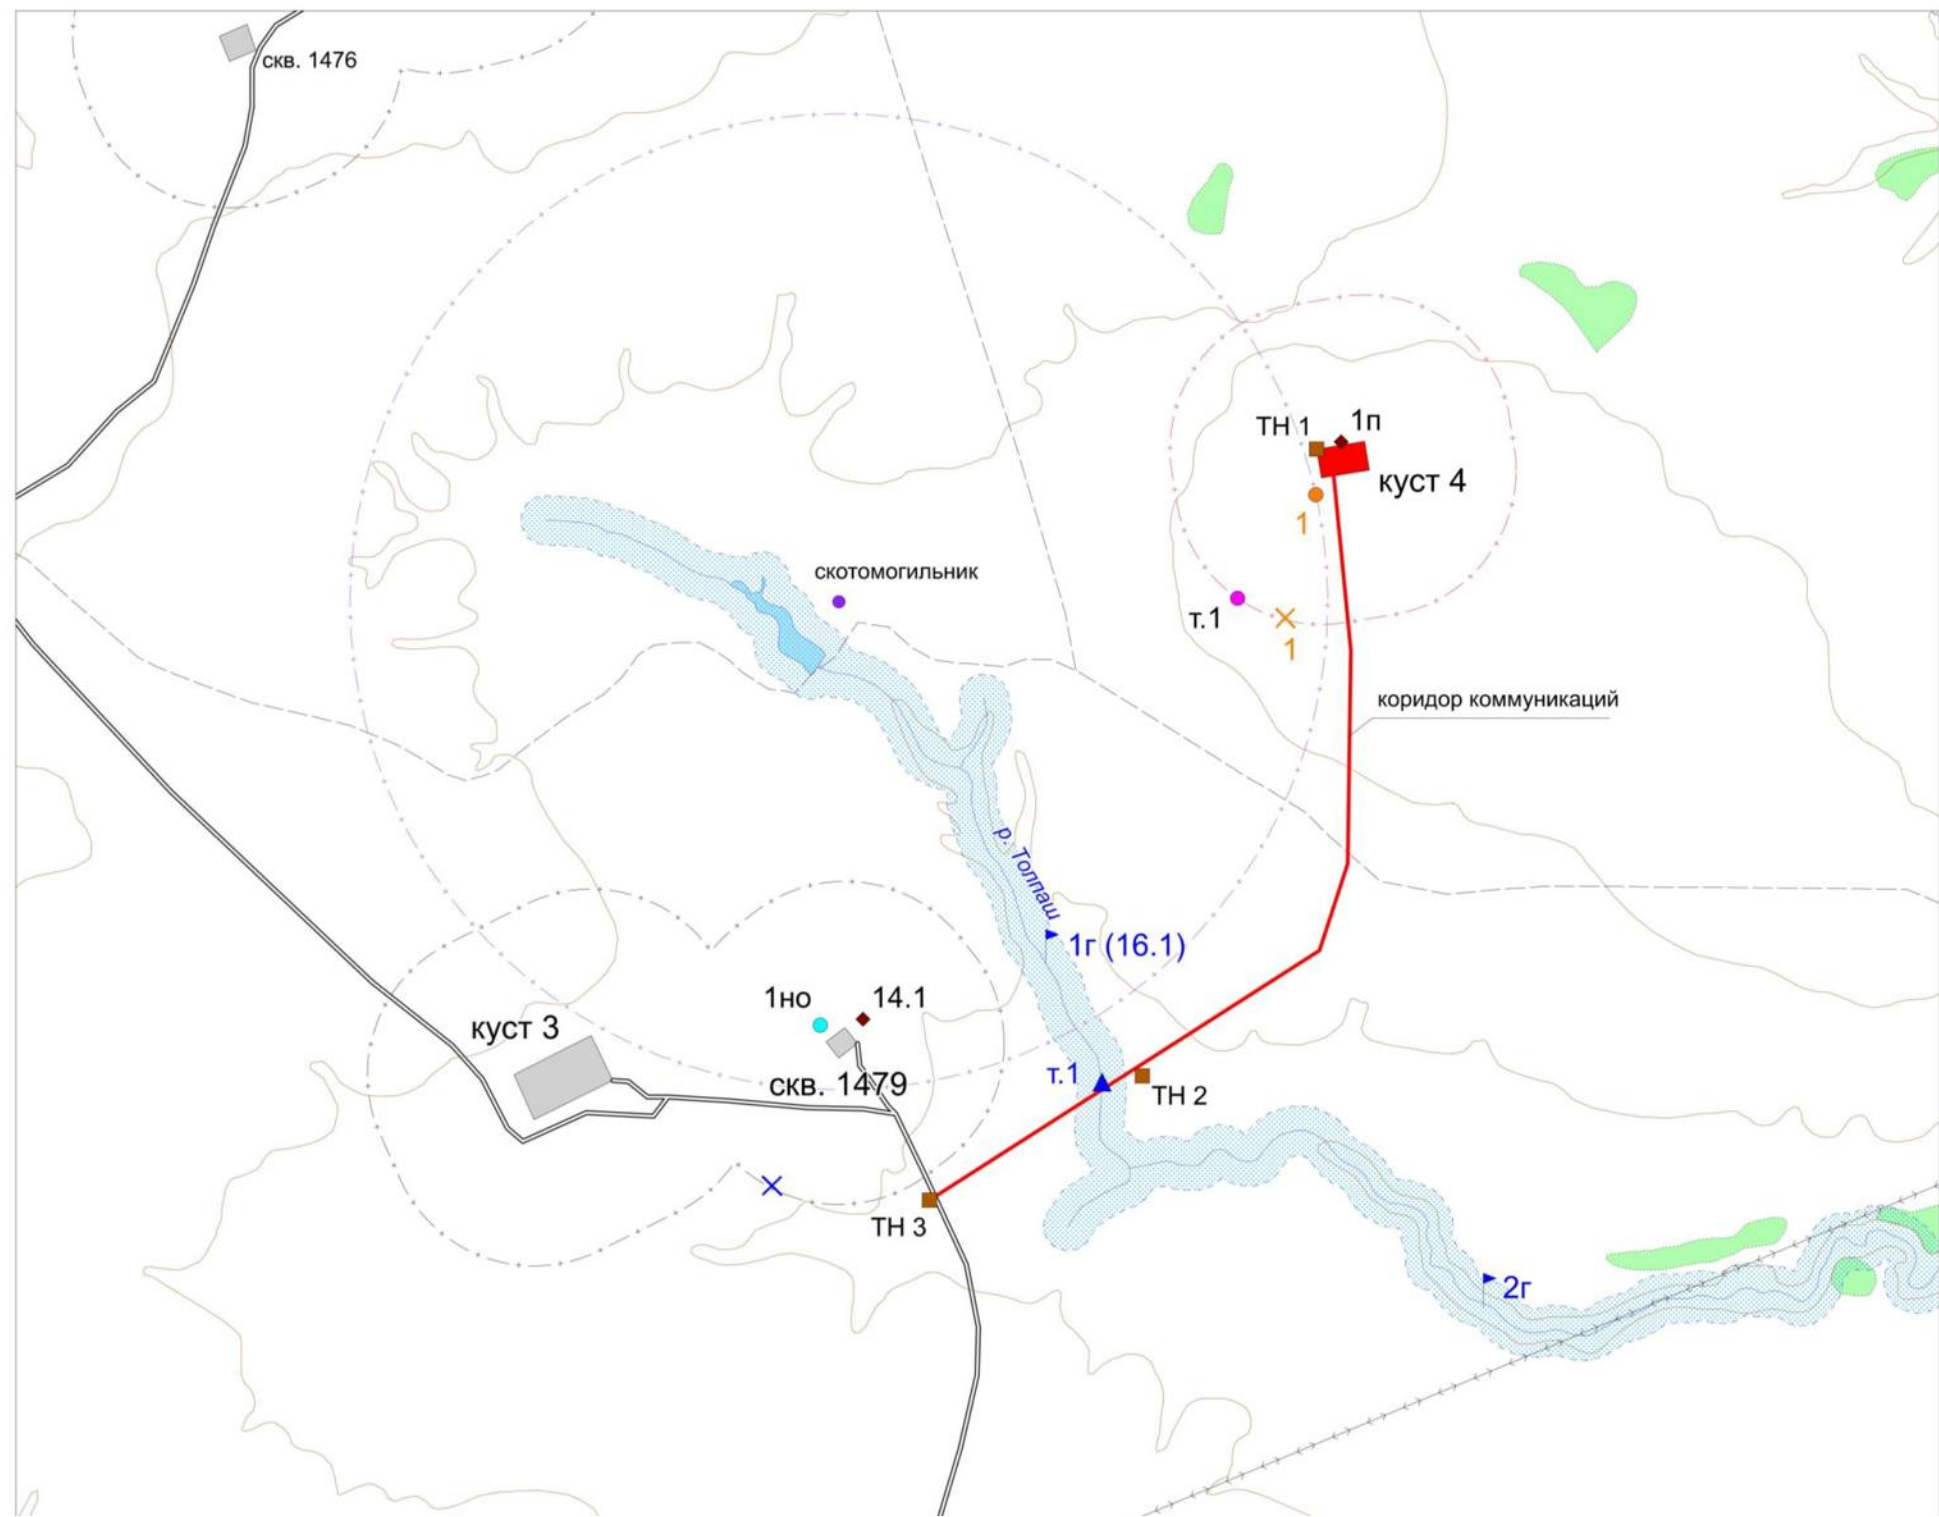 скв. 1476
ТН 1
1п
куст 4
1
скотомогильник
т.1
1
коридор коммуникаций
р. Толпаш
1г (16.1)
1но
14.1
куст 3
скв. 1479
т.1
ТН 2
ТН 3
2г